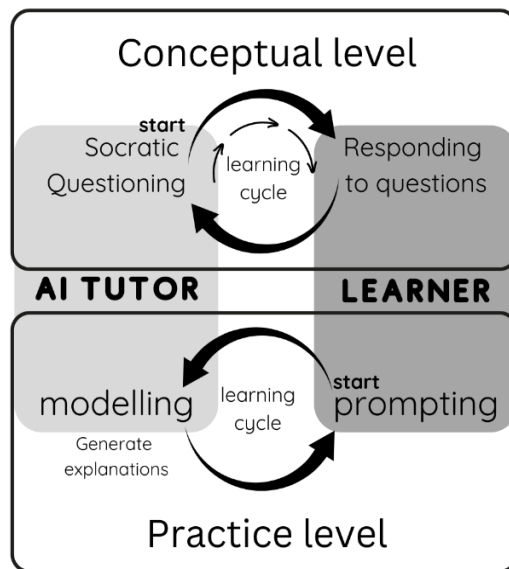 Conceptual level
start
Socratic
Questioning
learning
cycle
Responding
to questions
AI TUTOR
LEARNER
modelling
Generate
explanations
learning
cycle
start
prompting
Practice level